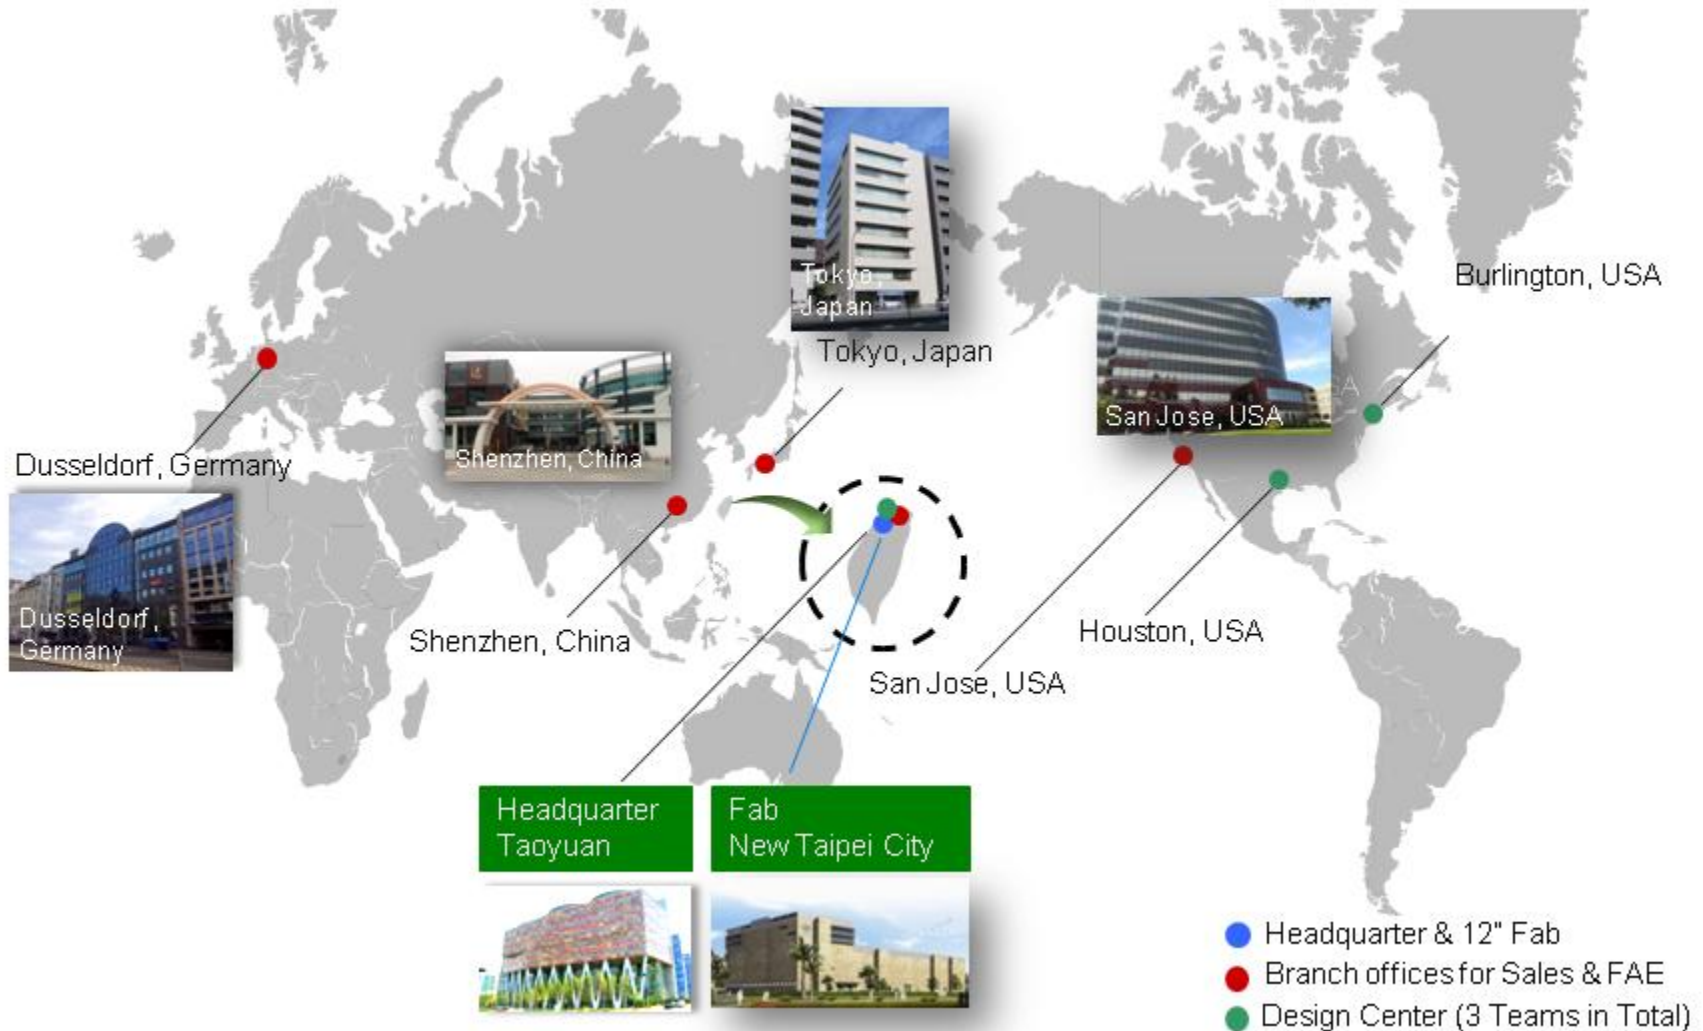 Burlington, USA
Tokyo,
Japan
Tokyo, Japan
San Jose, USA
Shenzhen, China
Dusseldorf, Germany
Dusseldorf,
Germany
Shenzhen, China
Houston, USA
San Jose, USA
Headquarter
Taoyuan
Fab
New Taipei City
Headquarter & 12" Fab
Branch offices for Sales & FAE
Design Center (3 Teams in Total)